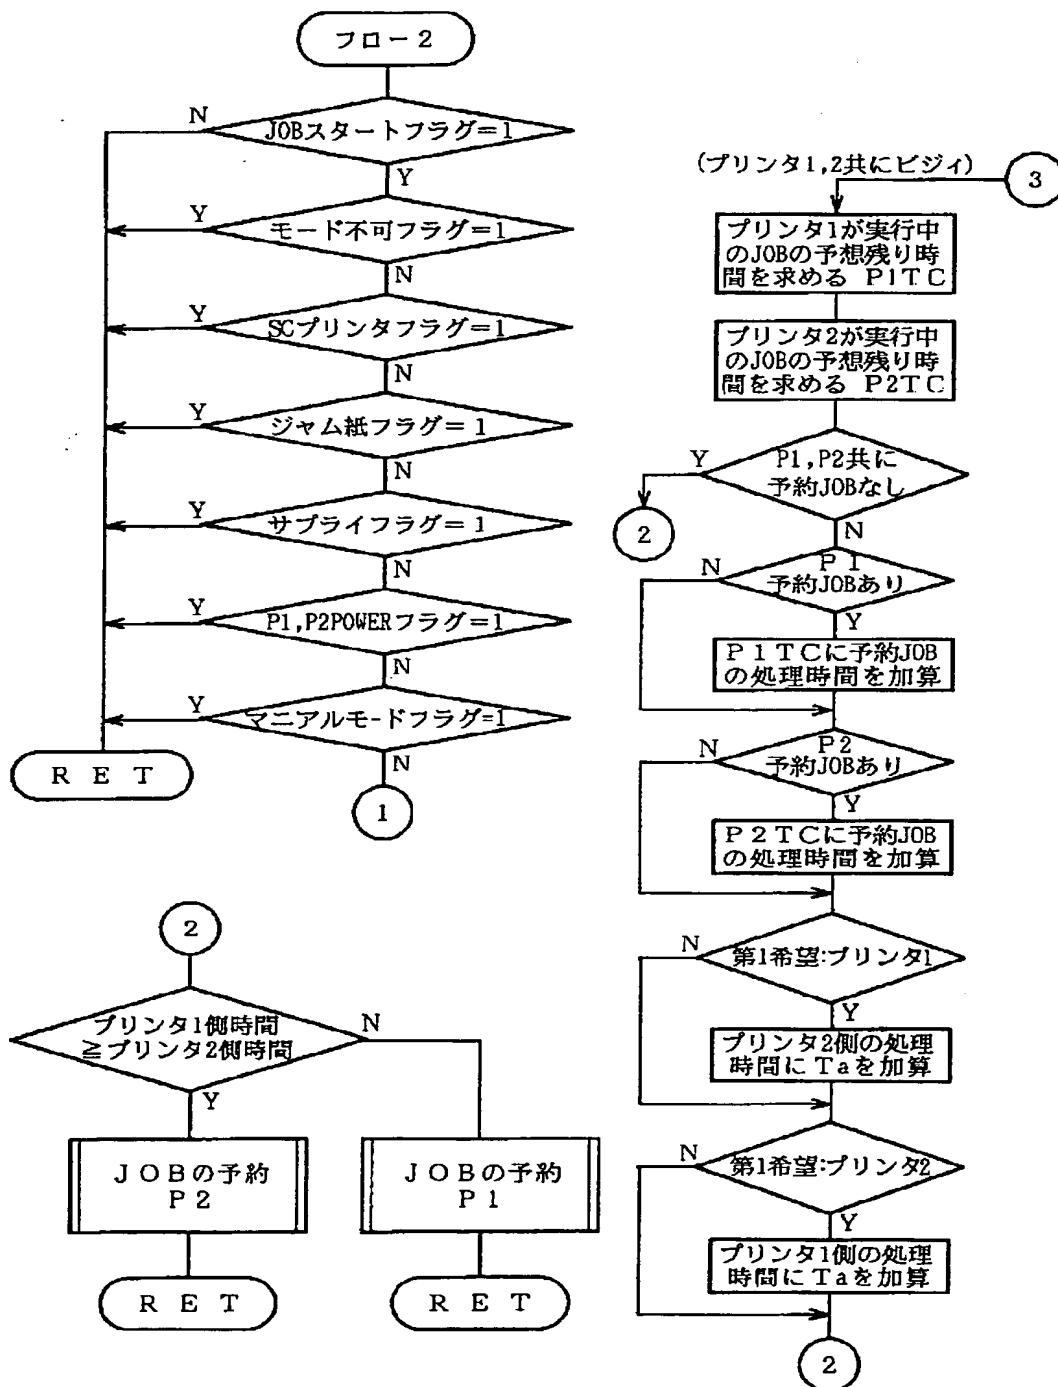 フロー2
N
JOBスタートフラグ=1
Y
Y
モード不可フラグ=1
N
Y
SCプリンタフラグ=1
N
Y
ジャム紙フラグ=1
N
Y
サプライフラグ=1
N
Y
P1,P2POWERフラグ=1
N
Y
マニアルモードフラグ=1
N
RET
1
2
プリンタ1側時間
≧プリンタ2側時間
N
Y
JOBの予約
P2
JOBの予約
P1
RET
RET
(プリンタ1,2共にビジィ)
3
プリンタ1が実行中
のJOBの予想残り時
間を求める P1TC
プリンタ2が実行中
のJOBの予想残り時
間を求める P2TC
Y
P1,P2共に
予約JOBなし
2
N
N
P1
予約JOBあり
Y
P1TCに予約JOB
の処理時間を加算
N
P2
予約JOBあり
Y
P2TCに予約JOB
の処理時間を加算
N
第1希望:プリンタ1
Y
プリンタ2側の処理
時間にTaを加算
N
第1希望:プリンタ2
Y
プリンタ1側の処理
時間にTaを加算
2